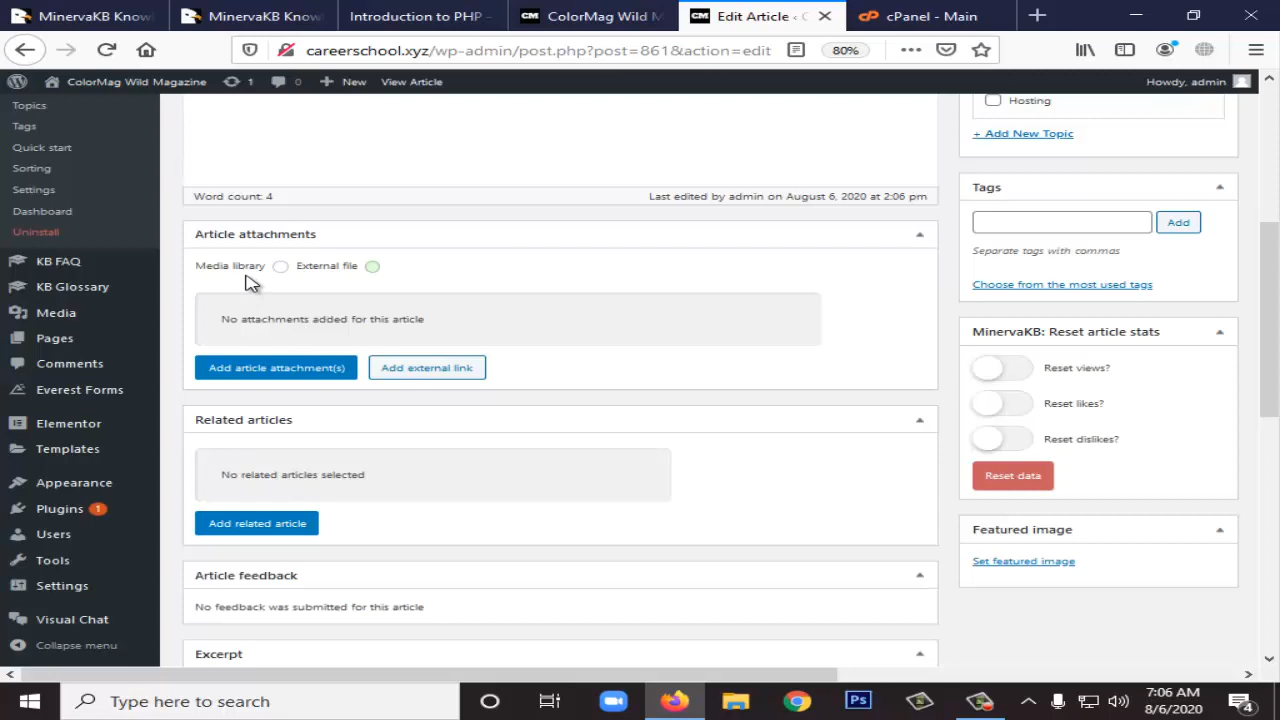 MinervaKB Know
MinervaKB Know
Introduction to PHP -
CM ColorMag Wild M
CM Edit Article ‹ C
cP cPanel - Main
careerschool.xyz/wp-admin/post.php?post=861&action=edit
80%
ColorMag Wild Magazine
1
0
New
View Article
Howdy, admin
Topics
Tags
Quick start
Sorting
Settings
Dashboard
Uninstall
KB FAQ
KB Glossary
Media
Pages
Comments
Everest Forms
Elementor
Templates
Appearance
Plugins 1
Users
Tools
Settings
Visual Chat
Collapse menu
Word count: 4
Last edited by admin on August 6, 2020 at 2:06 pm
Article attachments
Media library
External file
No attachments added for this article
Add article attachment(s)
Add external link
Related articles
No related articles selected
Add related article
Article feedback
No feedback was submitted for this article
Excerpt
Hosting
+ Add New Topic
Tags
Add
Separate tags with commas
Choose from the most used tags
MinervaKB: Reset article stats
Reset views?
Reset likes?
Reset dislikes?
Reset data
Featured image
Set featured image
Type here to search
Ps
7:06 AM
8/6/2020
4